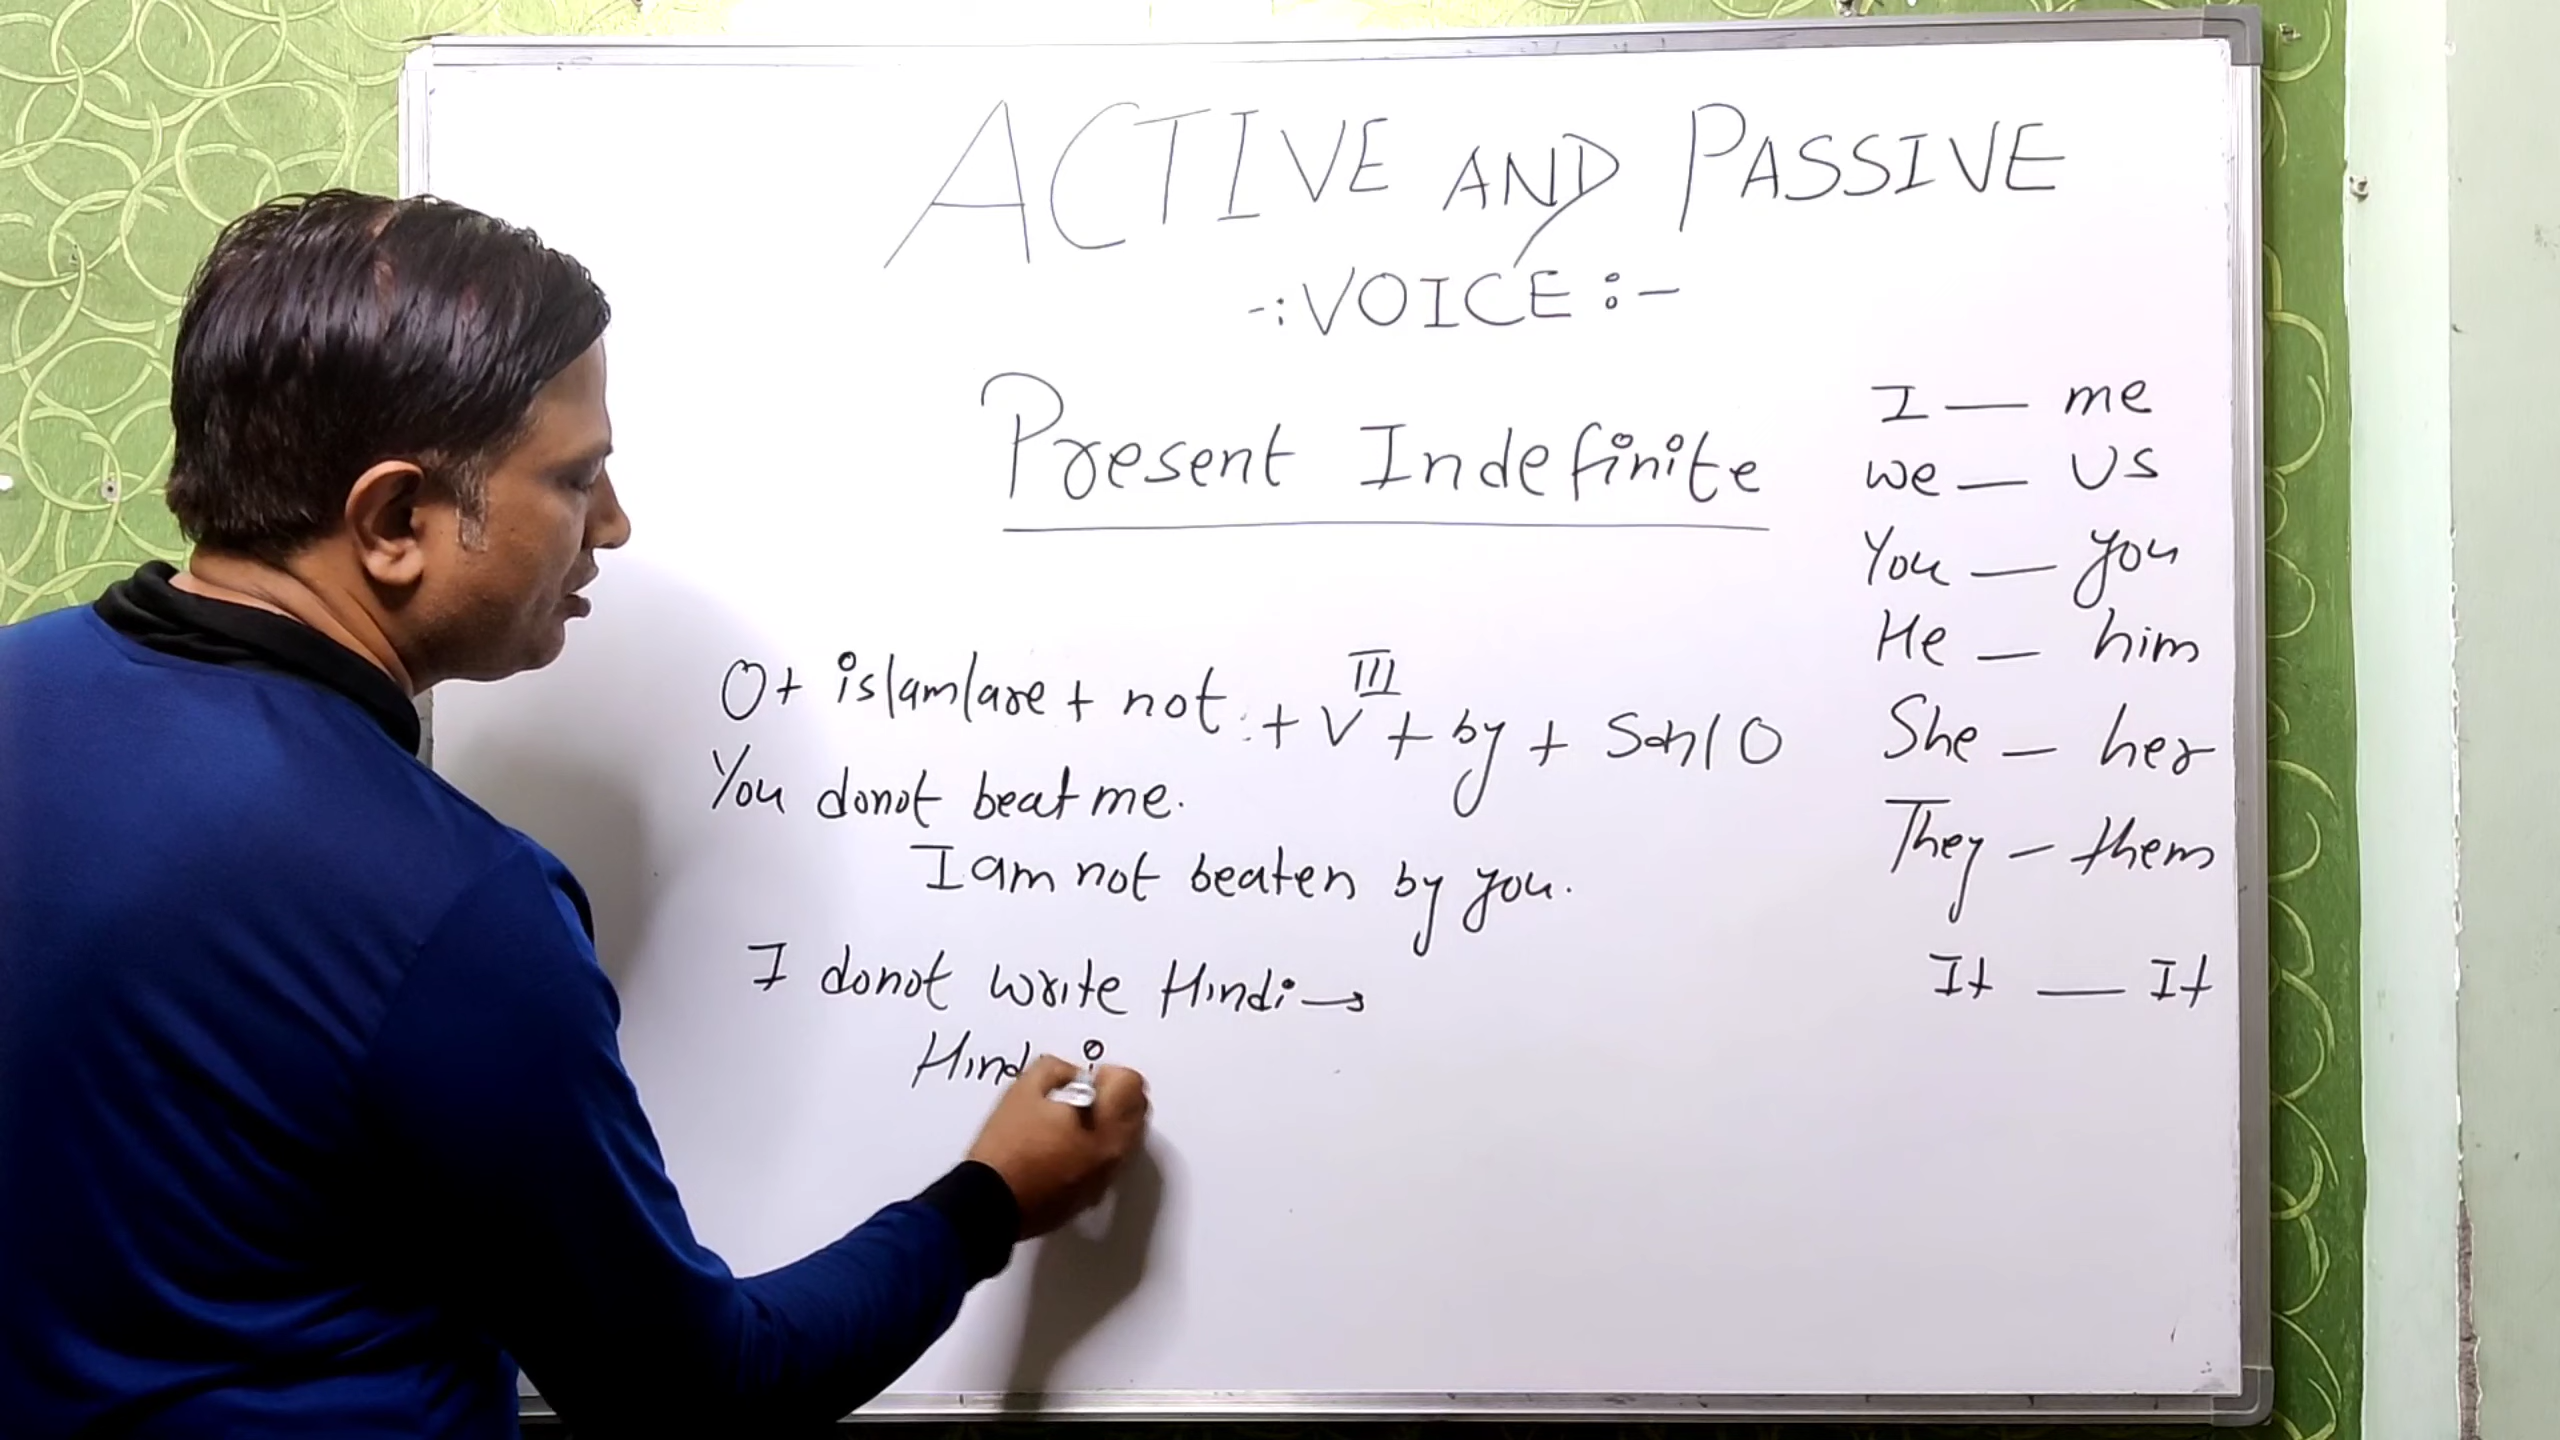 ACTIVE AND PASSIVE
-: VOICE :-
Present Indefinite
O + is/am/are + not + V III + by + Sub/O
You donot beat me.
I am not beaten by you.
I donot write Hindi →
I — me
we — us
You — you
He — him
She — her
They — them
It — It